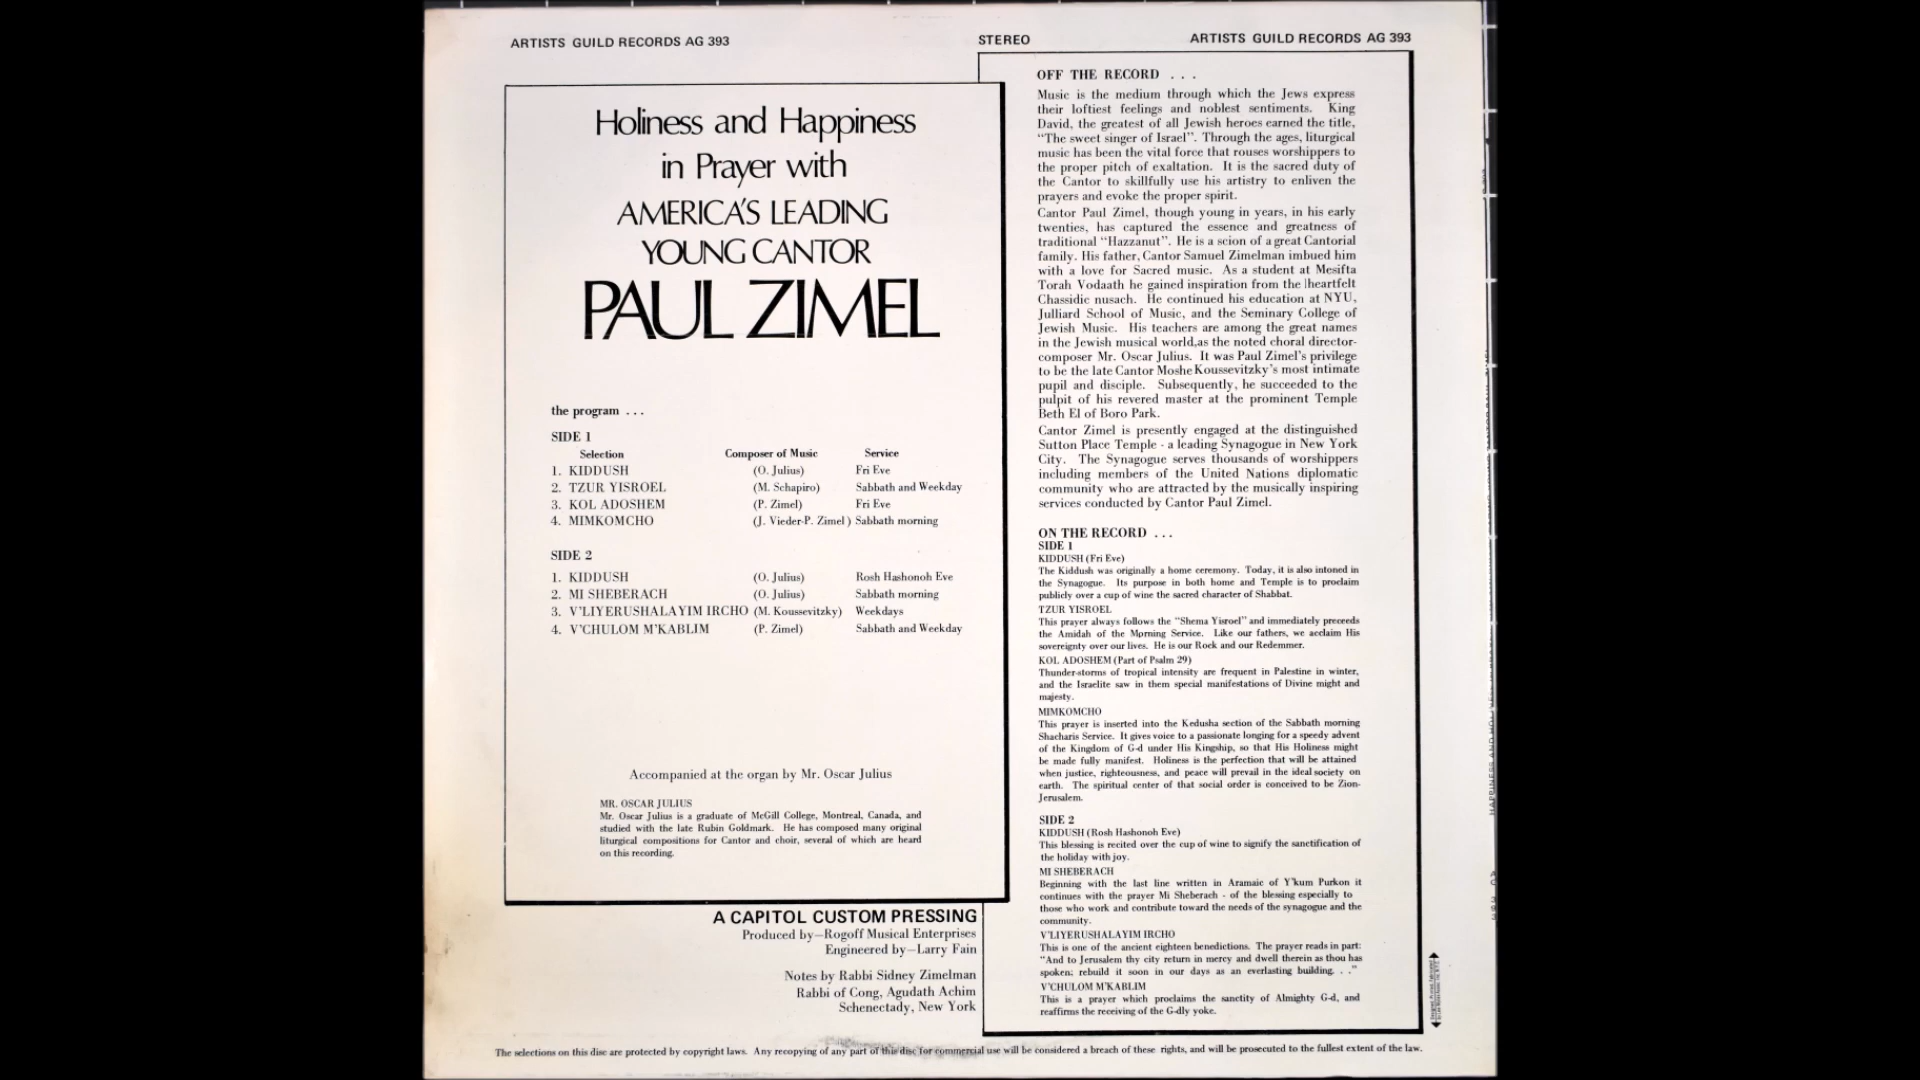 ARTISTS GUILD RECORDS AG 393
STEREO
ARTISTS GUILD RECORDS AG 393
Holiness and Happiness
in Prayer with
AMERICA'S LEADING
YOUNG CANTOR
PAUL ZIMEL
the program . . .
SIDE 1
Selection Composer of Music Service
1. KIDDUSH (O. Julius) Fri Eve
2. TZUR YISROEL (M. Schapiro) Sabbath and Weekday
3. KOL ADOSHEM (P. Zimel) Fri Eve
4. MIMKOMCHO (J. Vieder-P. Zimel ) Sabbath morning
SIDE 2
1. KIDDUSH (O. Julius) Rosh Hashonoh Eve
2. MI SHEBERACH (O. Julius) Sabbath morning
3. V'LIYERUSHALAYIM IRCHO (M. Koussevitzky) Weekdays
4. V'CHULOM M'KABLIM (P. Zimel) Sabbath and Weekday
Accompanied at the organ by Mr. Oscar Julius
MR. OSCAR JULIUS
Mr. Oscar Julius is a graduate of McGill College, Montreal, Canada, and
studied with the late Rubin Goldmark. He has composed many original
liturgical compositions for Cantor and choir, several of which are heard
on this recording.
A CAPITOL CUSTOM PRESSING
Produced by—Rogoff Musical Enterprises
Engineered by—Larry Fain
Notes by Rabbi Sidney Zimelman
Rabbi of Cong. Agudath Achim
Schenectady, New York
OFF THE RECORD . . .
Music is the medium through which the Jews express
their loftiest feelings and noblest sentiments. King
David, the greatest of all Jewish heroes earned the title,
"The sweet singer of Israel". Through the ages, liturgical
music has been the vital force that rouses worshippers to
the proper pitch of exaltation. It is the sacred duty of
the Cantor to skillfully use his artistry to enliven the
prayers and evoke the proper spirit.
Cantor Paul Zimel, though young in years, in his early
twenties, has captured the essence and greatness of
traditional "Hazzanut". He is a scion of a great Cantorial
family. His father, Cantor Samuel Zimelman imbued him
with a love for Sacred music. As a student at Mesifta
Torah Vodaath he gained inspiration from the heartfelt
Chassidic nusach. He continued his education at NYU,
Julliard School of Music, and the Seminary College of
Jewish Music. His teachers are among the great names
in the Jewish musical world,as the noted choral director-
composer Mr. Oscar Julius. It was Paul Zimel's privilege
to be the late Cantor Moshe Koussevitzky's most intimate
pupil and disciple. Subsequently, he succeeded to the
pulpit of his revered master at the prominent Temple
Beth El of Boro Park.
Cantor Zimel is presently engaged at the distinguished
Sutton Place Temple - a leading Synagogue in New York
City. The Synagogue serves thousands of worshippers
including members of the United Nations diplomatic
community who are attracted by the musically inspiring
services conducted by Cantor Paul Zimel.
ON THE RECORD . . .
SIDE 1
KIDDUSH (Fri Eve)
The Kiddush was originally a home ceremony. Today, it is also intoned in
the Synagogue. Its purpose in both home and Temple is to proclaim
publicly over a cup of wine the sacred character of Shabbat.
TZUR YISROEL
This prayer always follows the "Shema Yisroel" and immediately preceeds
the Amidah of the Morning Service. Like our fathers, we acclaim His
sovereignty over our lives. He is our Rock and our Redemmer.
KOL ADOSHEM (Part of Psalm 29)
Thunder-storms of tropical intensity are frequent in Palestine in winter,
and the Israelite saw in them special manifestations of Divine might and
majesty.
MIMKOMCHO
This prayer is inserted into the Kedusha section of the Sabbath morning
Shacharis Service. It gives voice to a passionate longing for a speedy advent
of the Kingdom of G-d under His Kingship, so that His Holiness might
be made fully manifest. Holiness is the perfection that will be attained
when justice, righteousness, and peace will prevail in the ideal society on
earth. The spiritual center of that social order is conceived to be Zion-
Jerusalem.
SIDE 2
KIDDUSH (Rosh Hashonoh Eve)
This blessing is recited over the cup of wine to signify the sanctification of
the holiday with joy.
MI SHEBERACH
Beginning with the last line written in Aramaic of Y'kum Purkon it
continues with the prayer Mi Sheberach - of the blessing especially to
those who work and contribute toward the needs of the synagogue and the
community.
V'LIYERUSHALAYIM IRCHO
This is one of the ancient eighteen benedictions. The prayer reads in part:
"And to Jerusalem thy city return in mercy and dwell therein as thou has
spoken; rebuild it soon in our days as an everlasting building. . ."
V'CHULOM M'KABLIM
This is a prayer which proclaims the sanctity of Almighty G-d, and
reaffirms the receiving of the G-dly yoke.
The selections on this disc are protected by copyright laws. Any recopying of any part of this disc for commercial use will be considered a breach of these rights, and will be prosecuted to the fullest extent of the law.